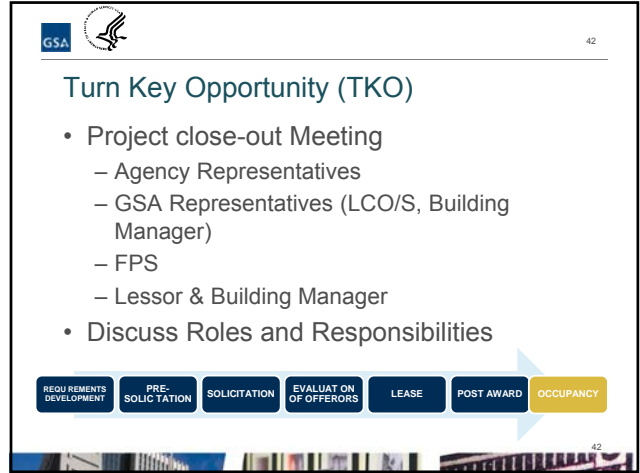 GSA
42
Turn Key Opportunity (TKO)
• Project close-out Meeting
– Agency Representatives
– GSA Representatives (LCO/S, Building
Manager)
– FPS
– Lessor & Building Manager
• Discuss Roles and Responsibilities
REQU REMENTS
DEVELOPMENT
PRE-
SOLIC TATION
SOLICITATION
EVALUAT ON
OF OFFERORS
LEASE
POST AWARD
OCCUPANCY
42